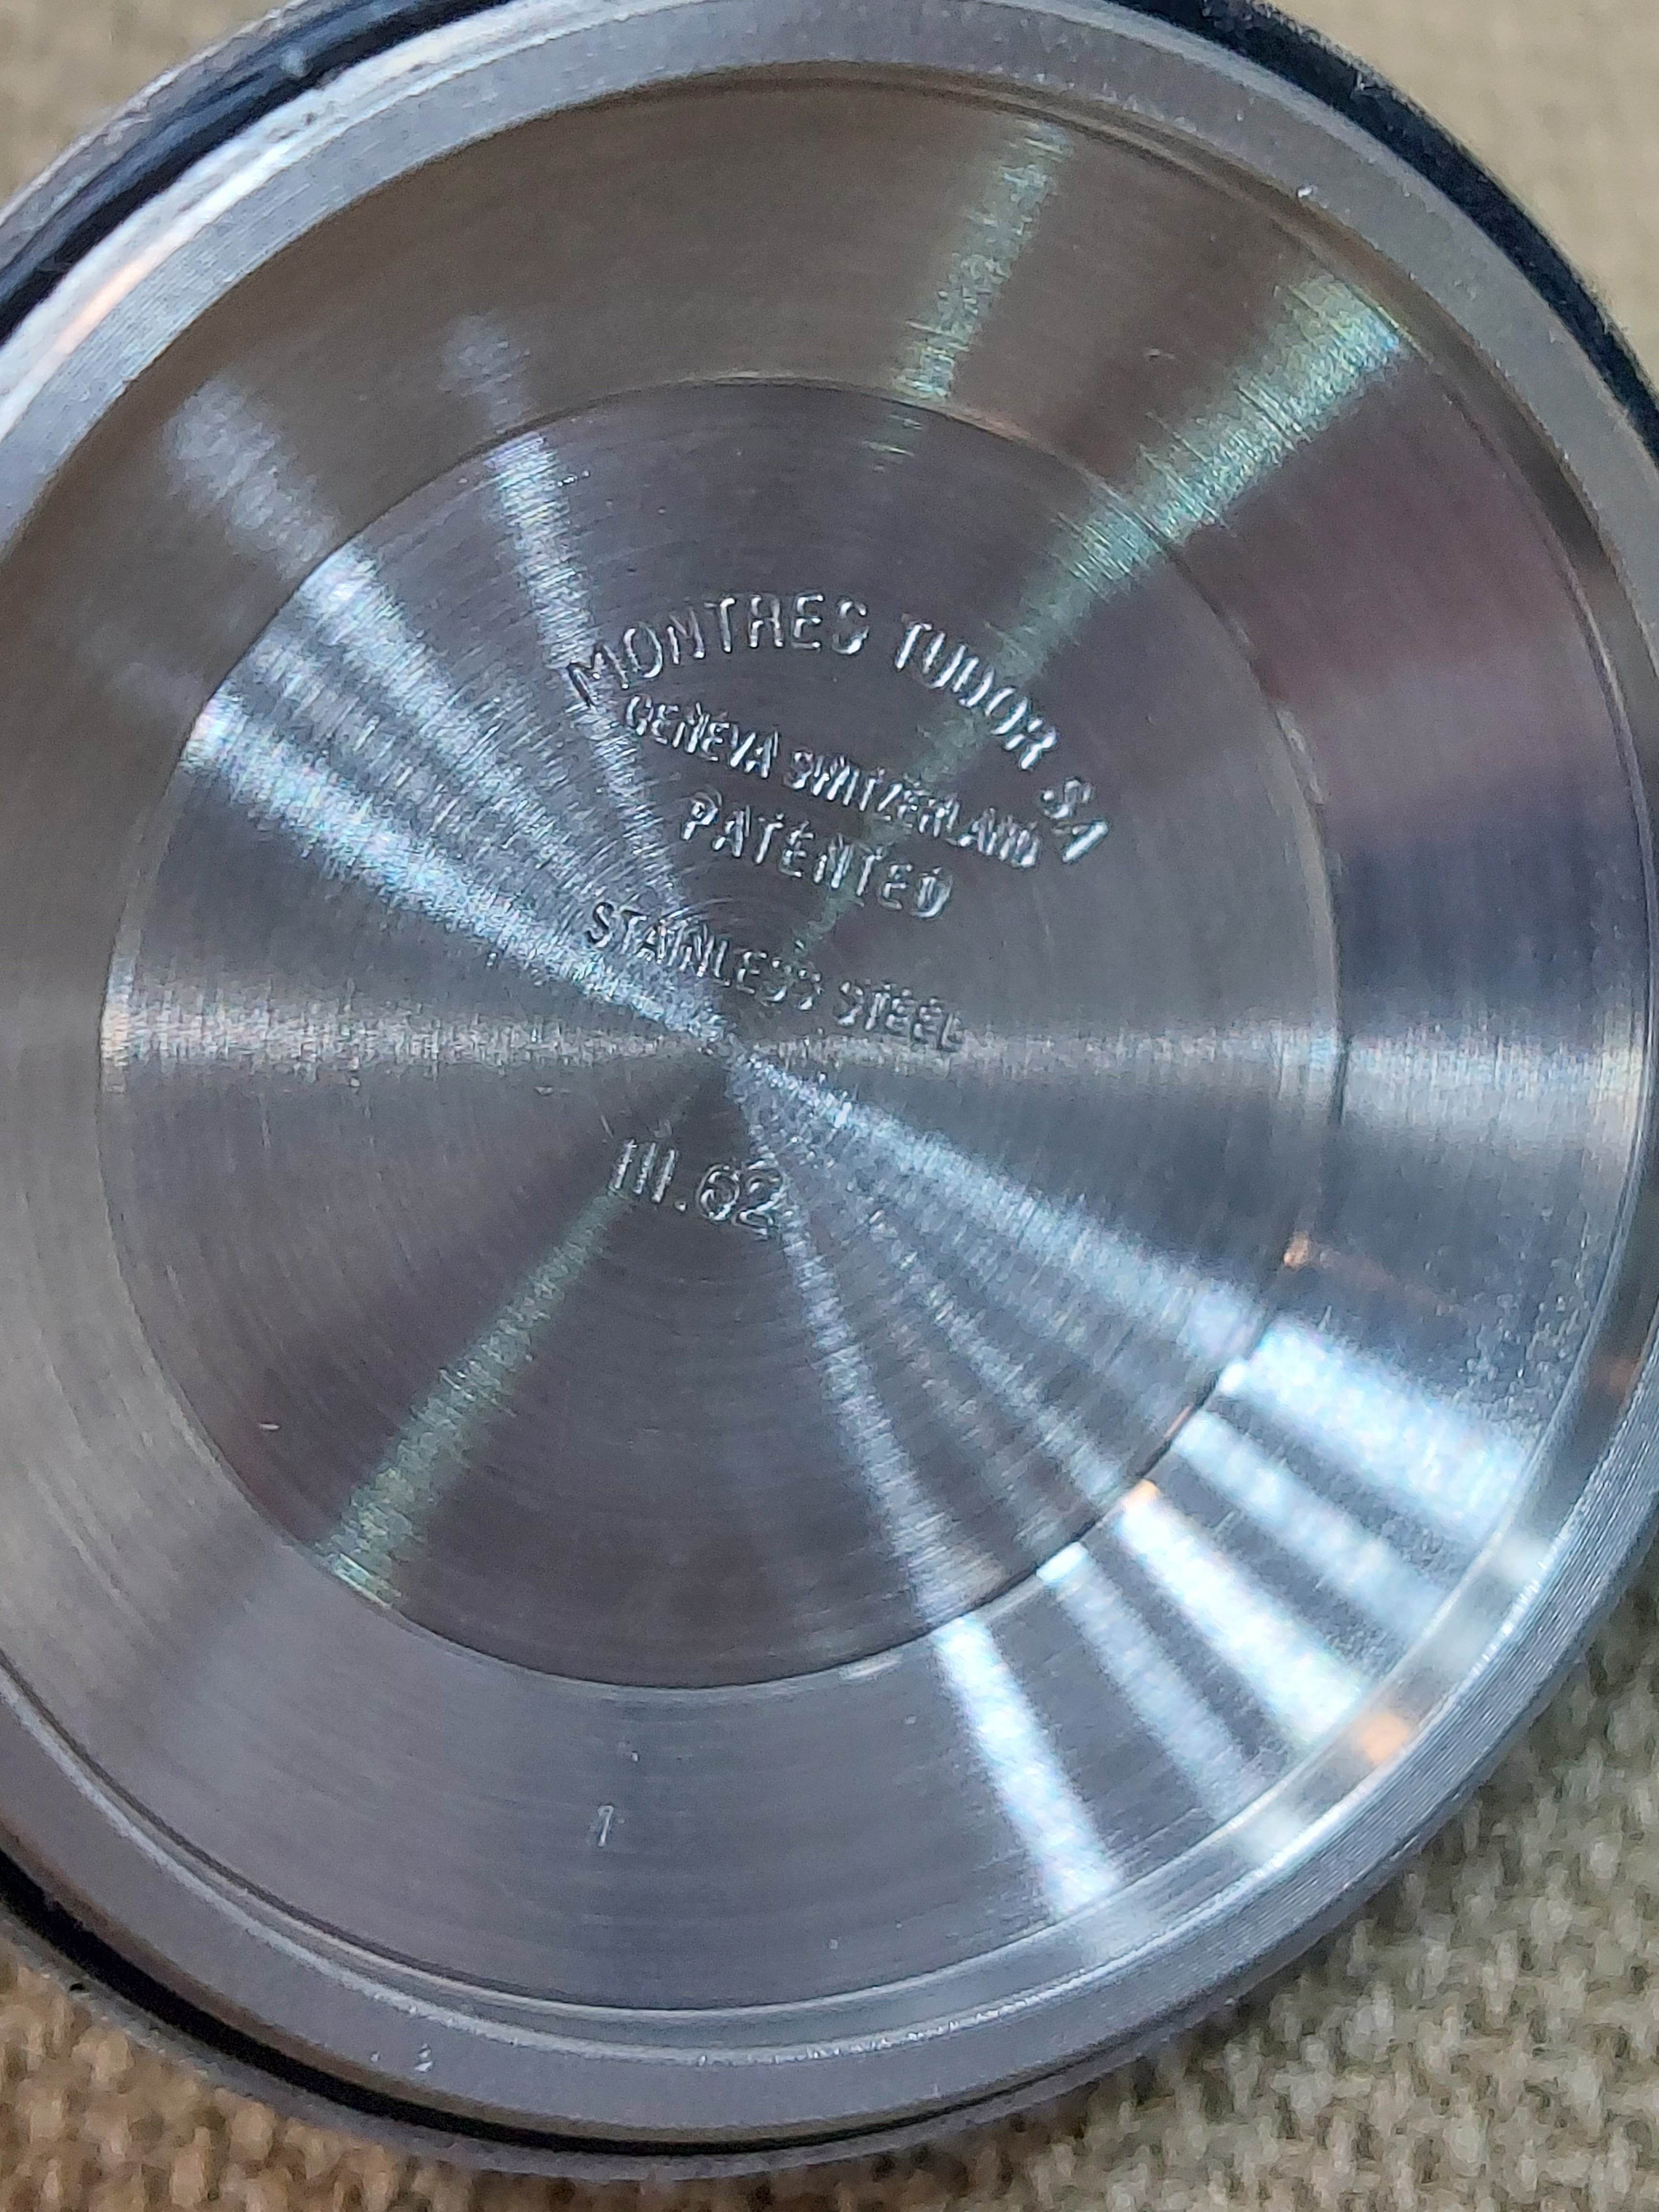 MONTRES TUDOR SA
GENEVA SWITZERLAND
PATENTED
STAINLESS STEEL
III.62